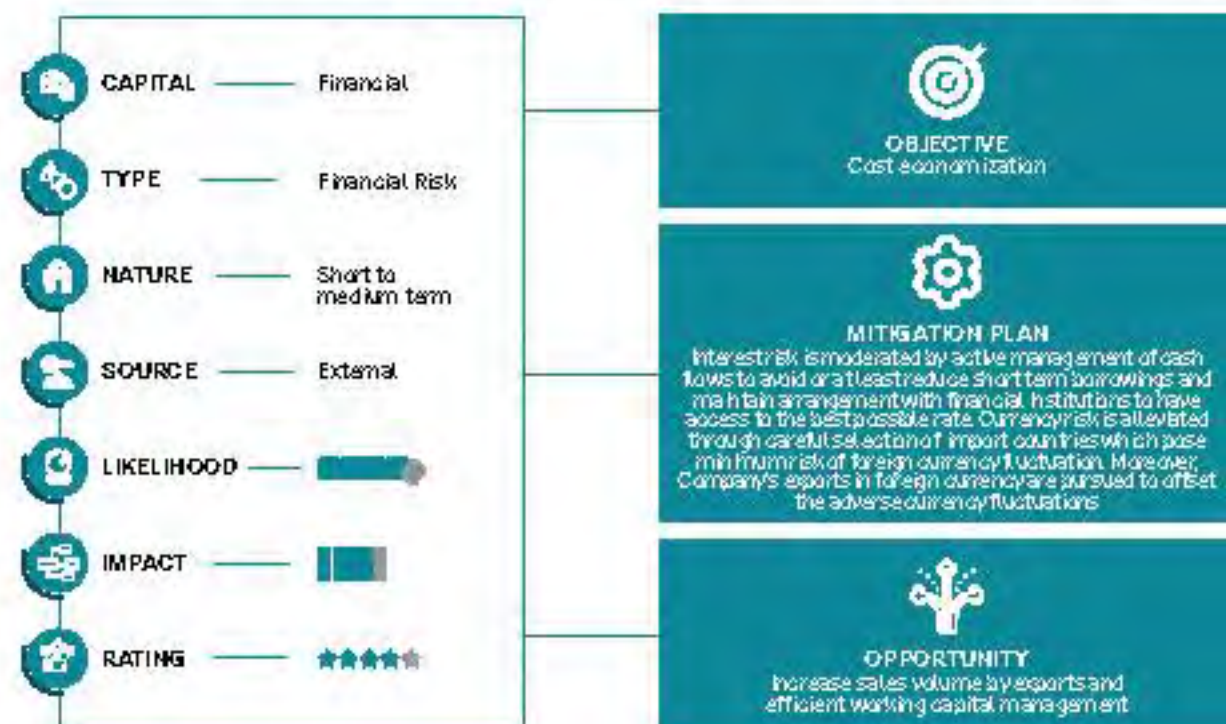 CAPITAL Financial
TYPE Financial Risk
NATURE Short to
medium term
SOURCE External
LIKELIHOOD
IMPACT
RATING
OBJECTIVE
Cost economization
MITIGATION PLAN
Interest risk is moderated by active management of cash
flows to avoid or at least reduce short term borrowings and
maintain arrangement with financial institutions to have
access to the best possible rate. Currency risk is alleviated
through careful selection of import countries which pose
minimum risk of foreign currency fluctuation. Moreover,
Company's exports in foreign currency are pursued to offset
the adverse currency fluctuations
OPPORTUNITY
Increase sales volume by exports and
efficient working capital management